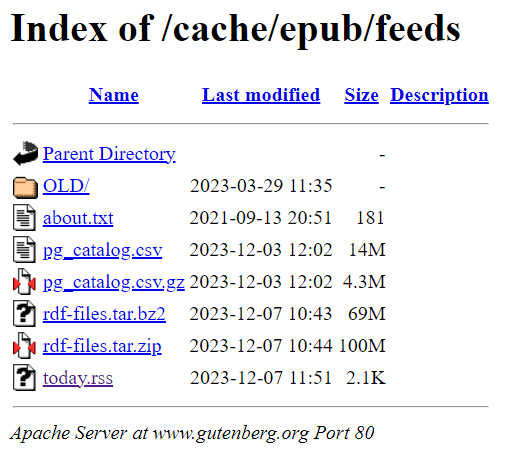 Index of /cache/epub/feeds
Name Last modified Size Description
Parent Directory -
OLD/ 2023-03-29 11:35 -
about.txt 2021-09-13 20:51 181
pg_catalog.csv 2023-12-03 12:02 14M
pg_catalog.csv.gz 2023-12-03 12:02 4.3M
rdf-files.tar.bz2 2023-12-07 10:43 69M
rdf-files.tar.zip 2023-12-07 10:44 100M
today.rss 2023-12-07 11:51 2.1K
Apache Server at www.gutenberg.org Port 80